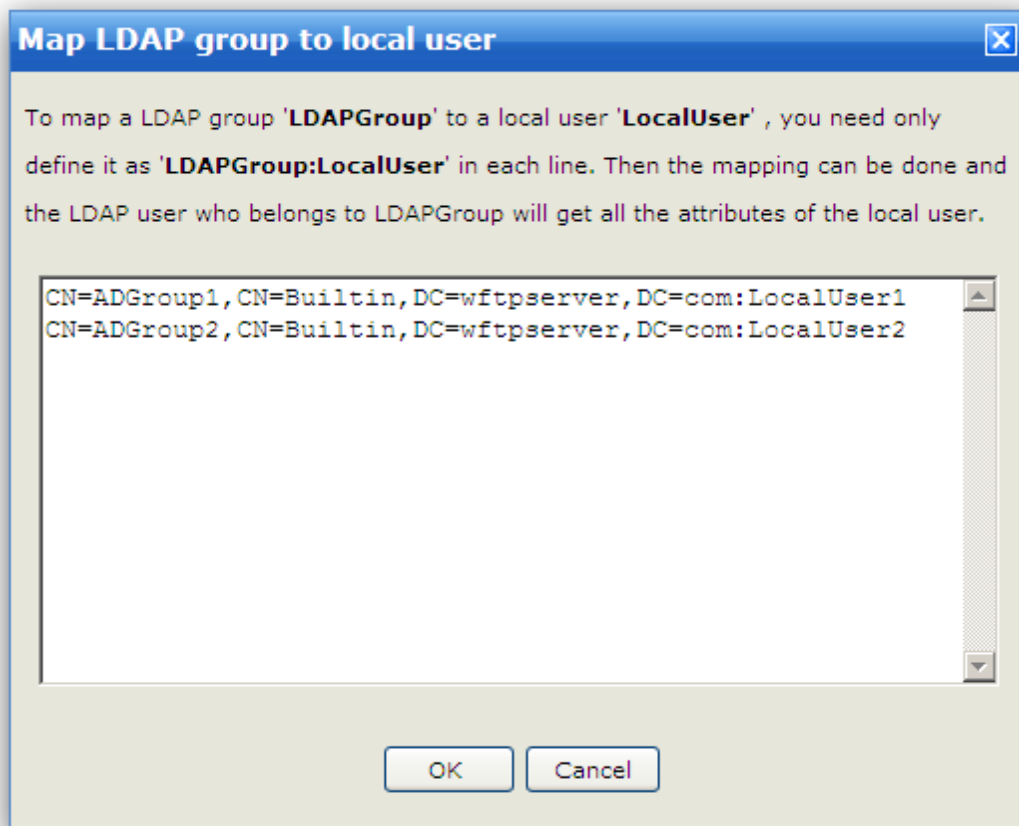 Map LDAP group to local user
To map a LDAP group 'LDAPGroup' to a local user 'LocalUser' , you need only
define it as 'LDAPGroup:LocalUser' in each line. Then the mapping can be done and
the LDAP user who belongs to LDAPGroup will get all the attributes of the local user.
CN=ADGroup1,CN=Builtin,DC=wftpserver,DC=com:LocalUser1
CN=ADGroup2,CN=Builtin,DC=wftpserver,DC=com:LocalUser2
OK Cancel